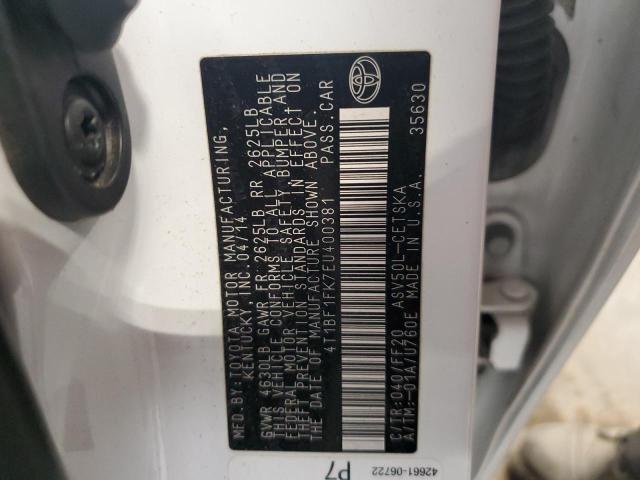 MFD. BY: TOYOTA MOTOR MANUFACTURING,
KENTUCKY, INC. 04/14
GVWR 4630LB GAWR FR 2625LB RR 2625LB
THIS VEHICLE CONFORMS TO ALL APPLICABLE
FEDERAL MOTOR VEHICLE SAFETY, BUMPER AND
THEFT PREVENTION STANDARDS IN EFFECT ON
THE DATE OF MANUFACTURE SHOWN ABOVE.
4T1BF1FK7EU400381 PASS.CAR
C/TR:040/FF20 ASV50L-CETSKA
A/TM:-01A/U760E MADE IN U.S.A. 35630
42661-06722
P7